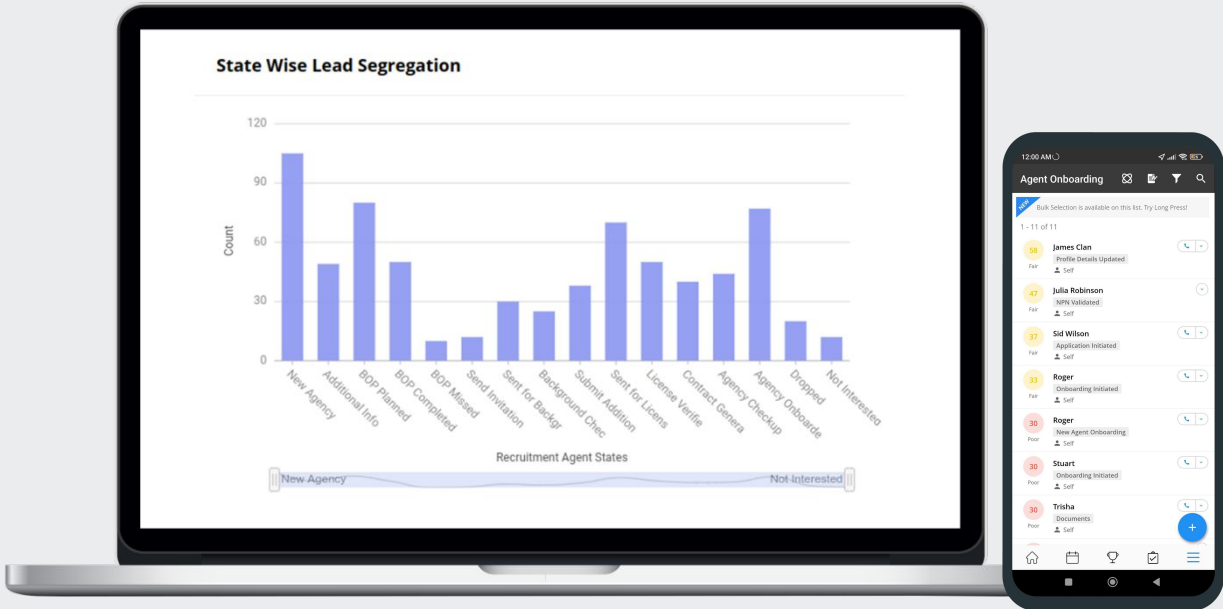 State Wise Lead Segregation
120
90
60
30
0
Count
New Agency
Additional Info
BOP Planned
BOP Completed
BOP Missed
Send Invitation
Sent for Backgr
Background Chec
Submit Addition
Sent for Licens
License Verifie
Contract Genera
Agency Checkup
Agency Onboarde
Dropped
Not Interested
Recruitment Agent States
New Agency Not Interested
12:00 AM
Agent Onboarding
NEW
Bulk Selection is available on this list. Try Long Press!
1 - 11 of 11
58 James Clan
Profile Details Updated
Fair Self
47 Julia Robinson
NPN Validated
Fair Self
37 Sid Wilson
Application Initiated
Fair Self
33 Roger
Onboarding Initiated
Fair Self
30 Roger
New Agent Onboarding
Poor Self
30 Stuart
Onboarding Initiated
Poor Self
30 Trisha
Documents
Poor Self